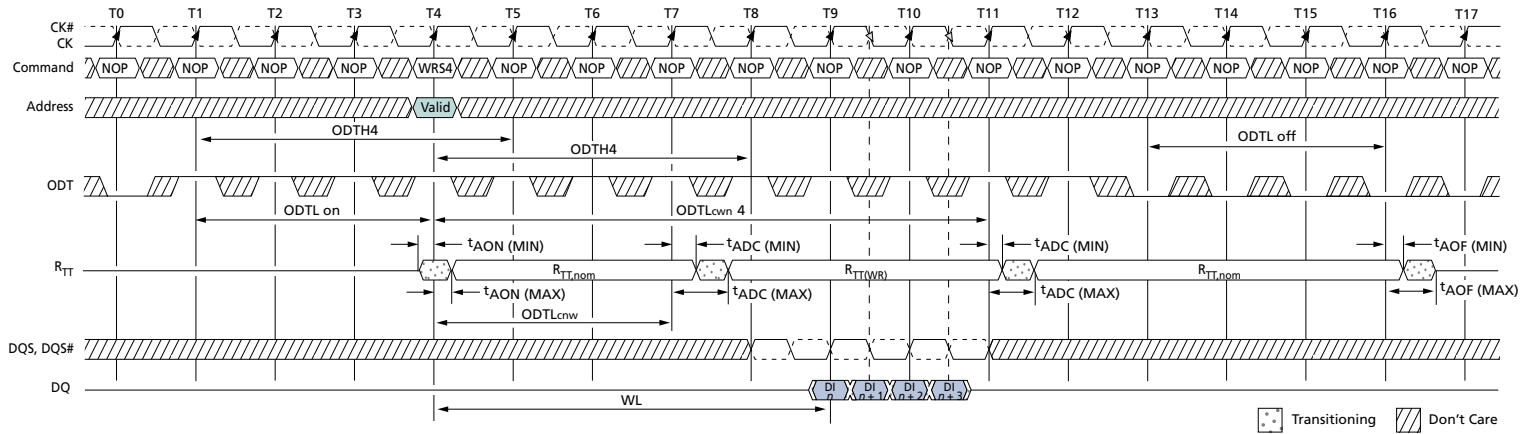 T0 T1 T2 T3 T4 T5 T6 T7 T8 T9 T10 T11 T12 T13 T14 T15 T16 T17
CK#
CK
Command NOP NOP NOP NOP WRS4 NOP NOP NOP NOP NOP NOP NOP NOP NOP NOP NOP NOP NOP
Address Valid
ODTH4 ODTL off
ODTH4
ODT
ODTL on ODTLcwn 4
tAON (MIN) tADC (MIN) tADC (MIN) tAOF (MIN)
RTT RTT,nom RTT(WR) RTT,nom
tAON (MAX) tADC (MAX) tADC (MAX) tAOF (MAX)
ODTLcnw
DQS, DQS#
DQ DI n DI n + 1 DI n + 2 DI n + 3
WL
Transitioning Don't Care